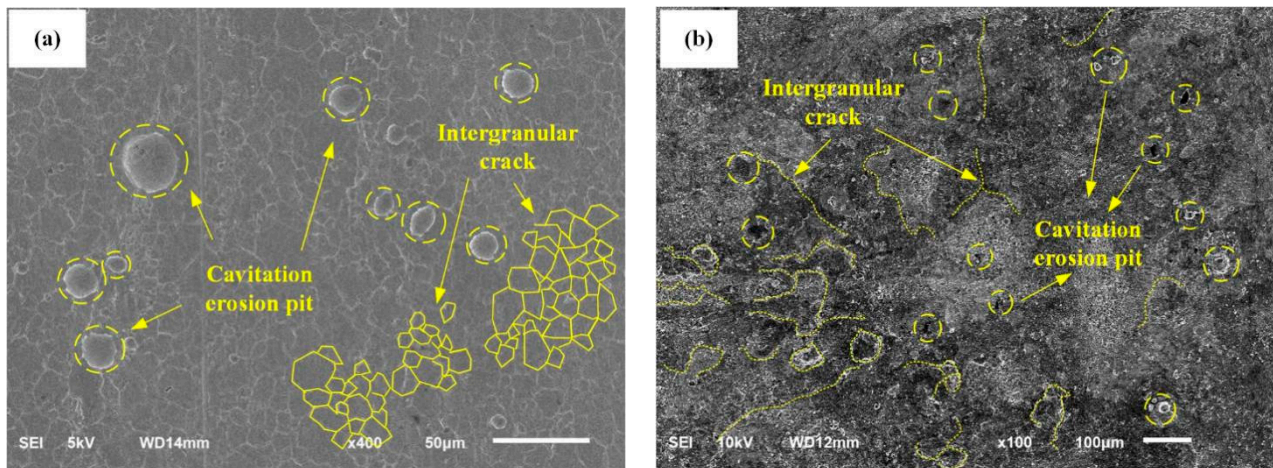 (a)
Intergranular
crack
Cavitation
erosion pit
SEI 5kV WD14mm x400 50μm
(b)
Intergranular
crack
Cavitation
erosion pit
SEI 10kV WD12mm x100 100μm